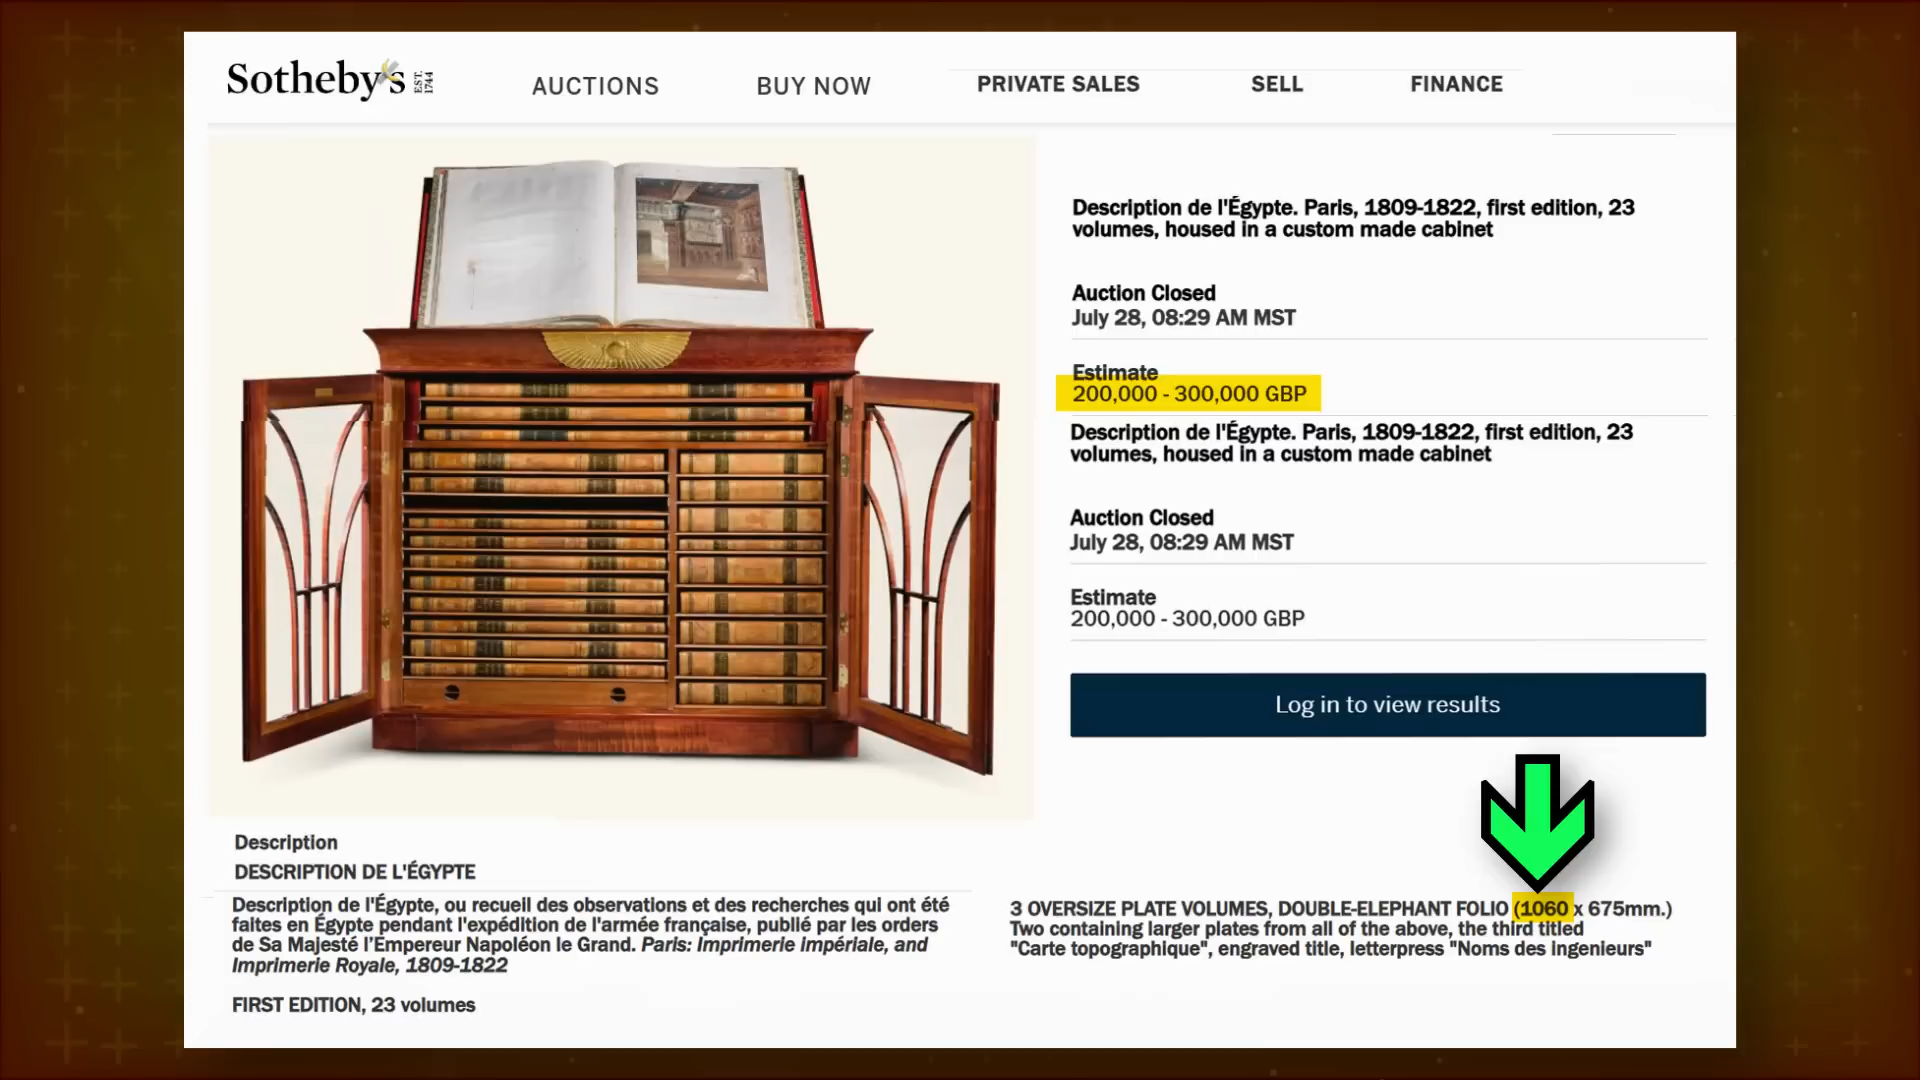 Sotheby's EST. 1744
AUCTIONS BUY NOW PRIVATE SALES SELL FINANCE
Description de l'Égypte. Paris, 1809-1822, first edition, 23
volumes, housed in a custom made cabinet
Auction Closed
July 28, 08:29 AM MST
Estimate
200,000 - 300,000 GBP
Description de l'Égypte. Paris, 1809-1822, first edition, 23
volumes, housed in a custom made cabinet
Auction Closed
July 28, 08:29 AM MST
Estimate
200,000 - 300,000 GBP
Log in to view results
Description
DESCRIPTION DE L'ÉGYPTE
Description de l'Égypte, ou recueil des observations et des recherches qui ont été
faites en Égypte pendant l'expédition de l'armée française, publié par les orders
de Sa Majesté l'Empereur Napoléon le Grand. Paris: Imprimerie impériale, and
Imprimerie Royale, 1809-1822
FIRST EDITION, 23 volumes
3 OVERSIZE PLATE VOLUMES, DOUBLE-ELEPHANT FOLIO (1060 x 675mm.)
Two containing larger plates from all of the above, the third titled
"Carte topographique", engraved title, letterpress "Noms des ingenieurs"